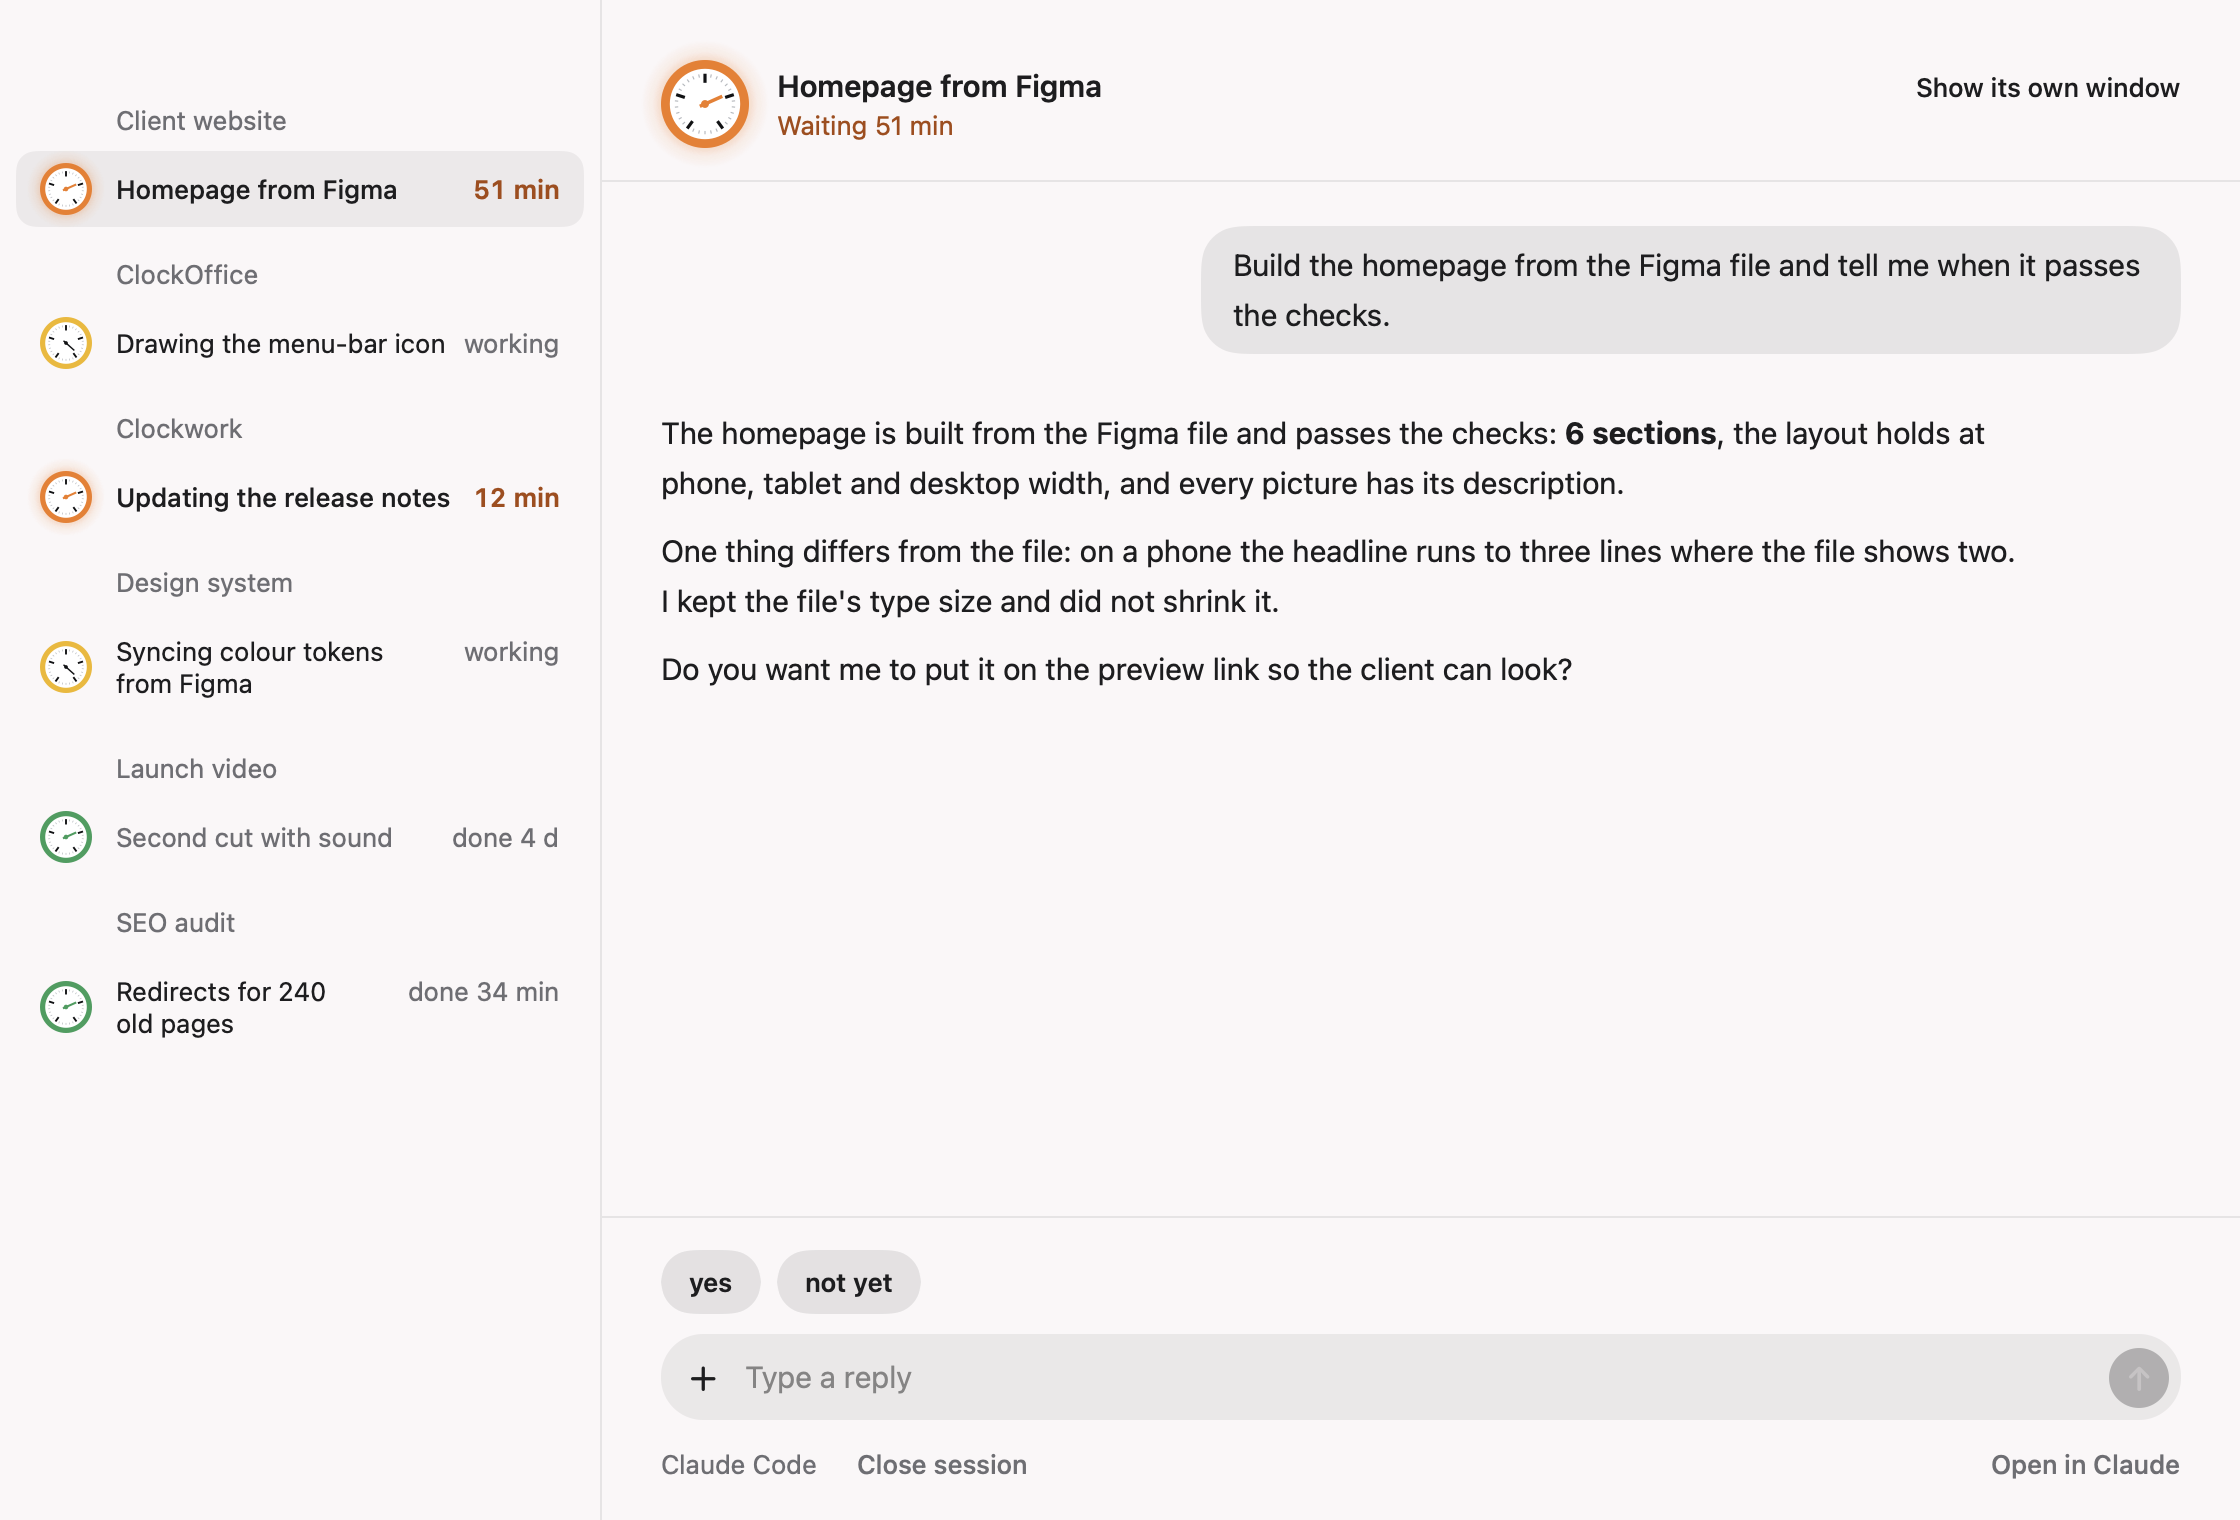 Client website
Homepage from Figma 51 min
ClockOffice
Drawing the menu-bar icon working
Clockwork
Updating the release notes 12 min
Design system
Syncing colour tokens working
from Figma
Launch video
Second cut with sound done 4 d
SEO audit
Redirects for 240 done 34 min
old pages
Homepage from Figma
Waiting 51 min
Show its own window
Build the homepage from the Figma file and tell me when it passes
the checks.
The homepage is built from the Figma file and passes the checks: 6 sections, the layout holds at
phone, tablet and desktop width, and every picture has its description.
One thing differs from the file: on a phone the headline runs to three lines where the file shows two.
I kept the file's type size and did not shrink it.
Do you want me to put it on the preview link so the client can look?
yes not yet
Type a reply
Claude Code Close session Open in Claude